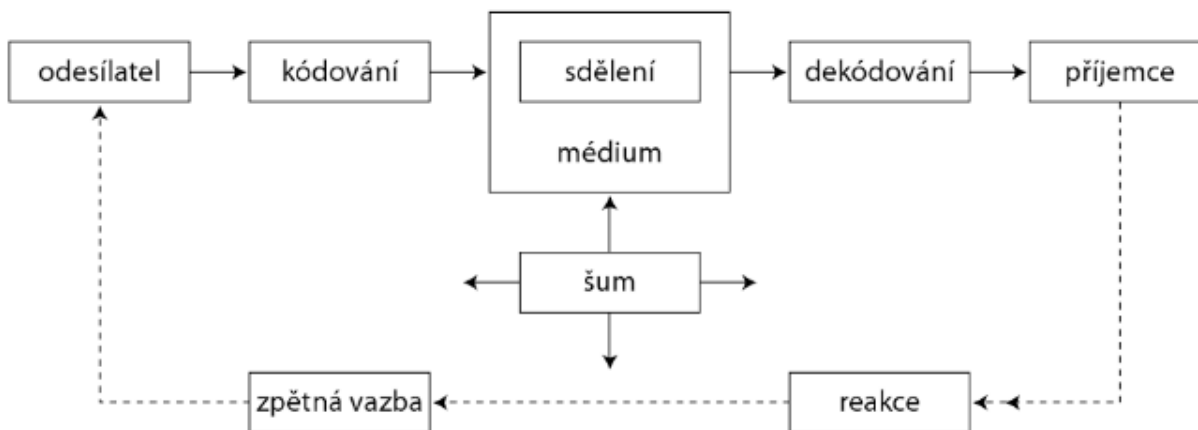 odesílatel
kódování
sdělení
médium
dekódování
příjemce
šum
zpětná vazba
reakce